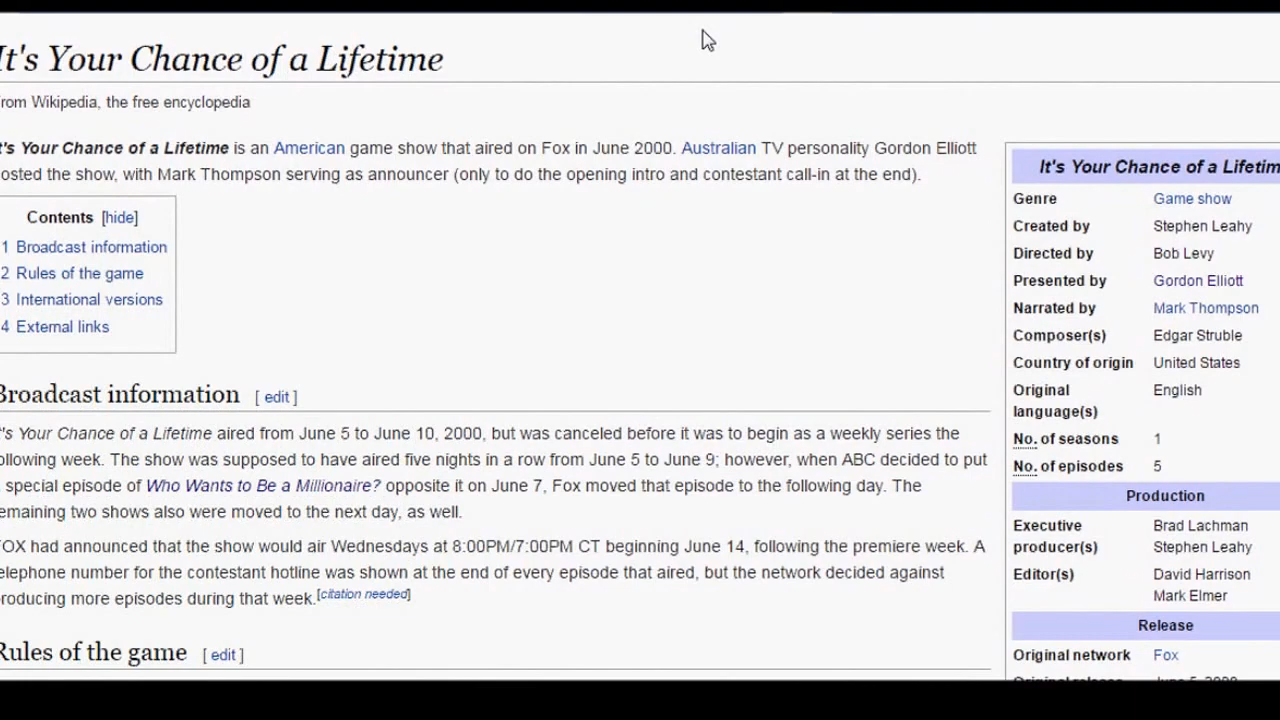 It's Your Chance of a Lifetime
rom Wikipedia, the free encyclopedia
t's Your Chance of a Lifetime is an American game show that aired on Fox in June 2000. Australian TV personality Gordon Elliott
osted the show, with Mark Thompson serving as announcer (only to do the opening intro and contestant call-in at the end).
Contents [hide]
1 Broadcast information
2 Rules of the game
3 International versions
4 External links
Broadcast information [ edit ]
t's Your Chance of a Lifetime aired from June 5 to June 10, 2000, but was canceled before it was to begin as a weekly series the
ollowing week. The show was supposed to have aired five nights in a row from June 5 to June 9; however, when ABC decided to put
special episode of Who Wants to Be a Millionaire? opposite it on June 7, Fox moved that episode to the following day. The
emaining two shows also were moved to the next day, as well.
OX had announced that the show would air Wednesdays at 8:00PM/7:00PM CT beginning June 14, following the premiere week. A
elephone number for the contestant hotline was shown at the end of every episode that aired, but the network decided against
roducing more episodes during that week.[citation needed]
Rules of the game [ edit ]
It's Your Chance of a Lifetim
Genre Game show
Created by Stephen Leahy
Directed by Bob Levy
Presented by Gordon Elliott
Narrated by Mark Thompson
Composer(s) Edgar Struble
Country of origin United States
Original English
language(s)
No. of seasons 1
No. of episodes 5
Production
Executive Brad Lachman
producer(s) Stephen Leahy
Editor(s) David Harrison
Mark Elmer
Release
Original network Fox